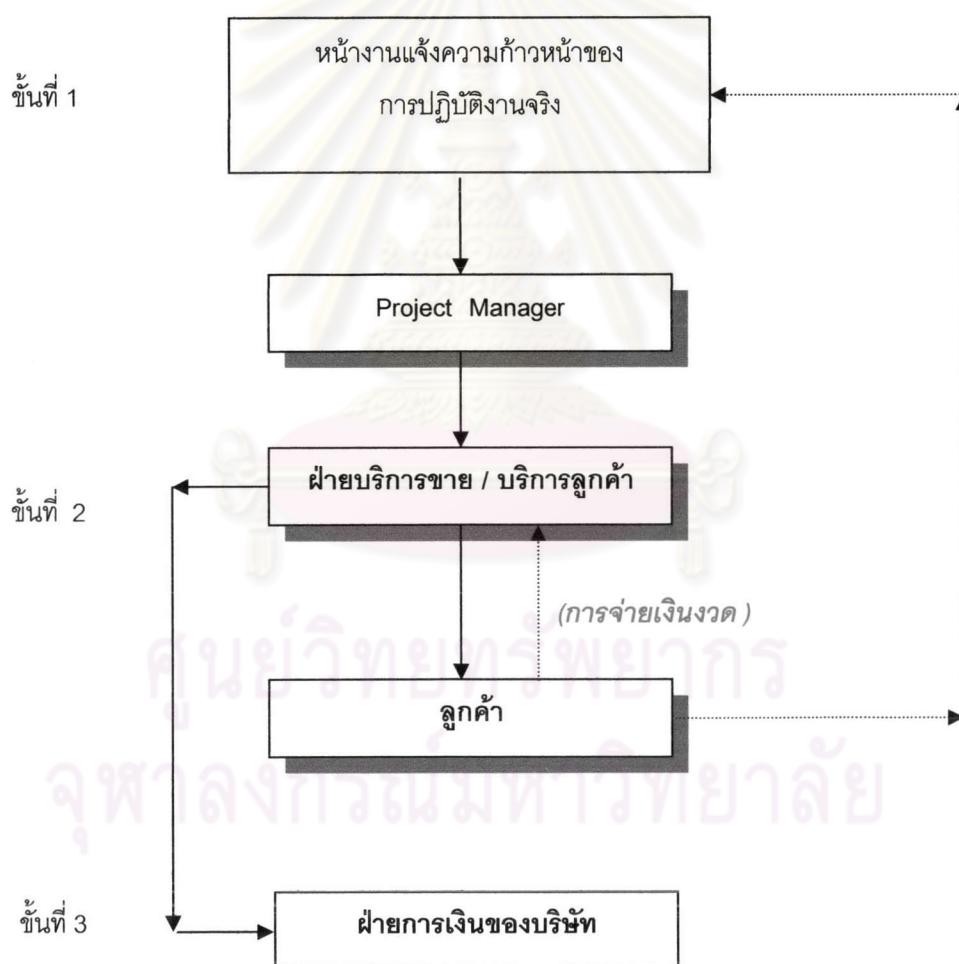 หน้างานแจ้งความก้าวหน้าของ
การปฏิบัติงานจริง
ขั้นที่ 1
Project Manager
ฝ่ายบริการขาย / บริการลูกค้า
ขั้นที่ 2
(การจ่ายเงินงวด )
ศูนย์วิทยทรัพยากร
ลูกค้า
จุฬาลงกรณ์มหาวิทยาลัย
ขั้นที่ 3
ฝ่ายการเงินของบริษัท